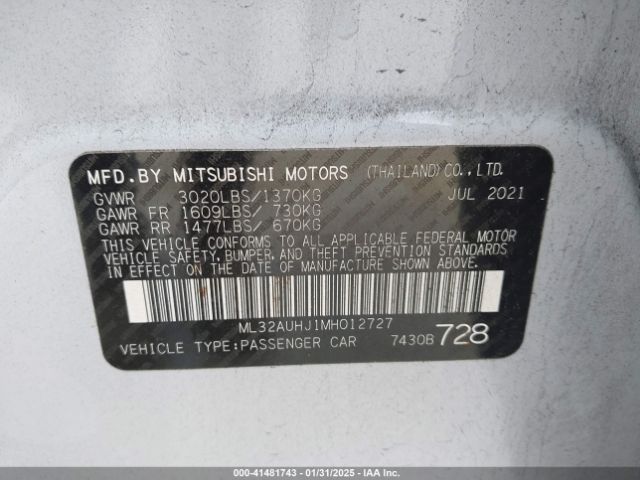 MFD.BY MITSUBISHI MOTORS (THAILAND)CO.,LTD.
GVWR 3020LBS/1370KG JUL 2021
GAWR FR 1609LBS/ 730KG
GAWR RR 1477LBS/ 670KG
THIS VEHICLE CONFORMS TO ALL APPLICABLE FEDERAL MOTOR
VEHICLE SAFETY, BUMPER, AND THEFT PREVENTION STANDARDS
IN EFFECT ON THE DATE OF MANUFACTURE SHOWN ABOVE.
ML32AUHJ1MH012727
VEHICLE TYPE:PASSENGER CAR 7430B 728
000-41481743 / 01/31/2025 / IAA, Inc.